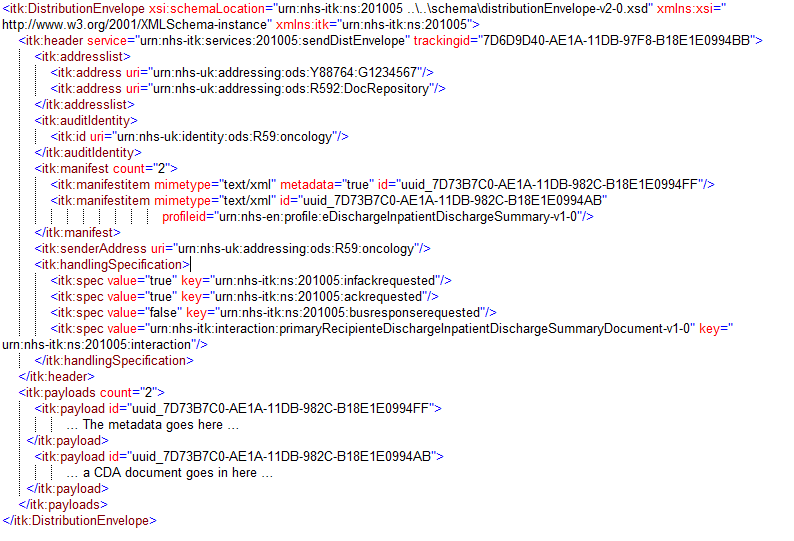 <itk:DistributionEnvelope xsi:schemaLocation="urn:nhs-itk:ns:201005 ..\..\schema\distributionEnvelope-v2-0.xsd" xmlns:xsi="
http://www.w3.org/2001/XMLSchema-instance" xmlns:itk="urn:nhs-itk:ns:201005">
<itk:header service="urn:nhs-itk:services:201005:sendDistEnvelope" trackingid="7D6D9D40-AE1A-11DB-97F8-B18E1E0994BB">
<itk:addresslist>
<itk:address uri="urn:nhs-uk:addressing:ods:Y88764:G1234567"/>
<itk:address uri="urn:nhs-uk:addressing:ods:R592:DocRepository"/>
</itk:addresslist>
<itk:auditIdentity>
<itk:id uri="urn:nhs-uk:identity:ods:R59:oncology"/>
</itk:auditIdentity>
<itk:manifest count="2">
<itk:manifestitem mimetype="text/xml" metadata="true" id="uuid_7D73B7C0-AE1A-11DB-982C-B18E1E0994FF"/>
<itk:manifestitem mimetype="text/xml" id="uuid_7D73B7C0-AE1A-11DB-982C-B18E1E0994AB"
profileid="urn:nhs-en:profile:eDischargeInpatientDischargeSummary-v1-0"/>
</itk:manifest>
<itk:senderAddress uri="urn:nhs-uk:addressing:ods:R59:oncology"/>
<itk:handlingSpecification>
<itk:spec value="true" key="urn:nhs-itk:ns:201005:infackrequested"/>
<itk:spec value="true" key="urn:nhs-itk:ns:201005:ackrequested"/>
<itk:spec value="false" key="urn:nhs-itk:ns:201005:busresponserequested"/>
<itk:spec value="urn:nhs-itk:interaction:primaryRecipienteDischargeInpatientDischargeSummaryDocument-v1-0" key="
urn:nhs-itk:ns:201005:interaction"/>
</itk:handlingSpecification>
</itk:header>
<itk:payloads count="2">
<itk:payload id="uuid_7D73B7C0-AE1A-11DB-982C-B18E1E0994FF">
... The metadata goes here ...
</itk:payload>
<itk:payload id="uuid_7D73B7C0-AE1A-11DB-982C-B18E1E0994AB">
... a CDA document goes in here ...
</itk:payload>
</itk:payloads>
</itk:DistributionEnvelope>